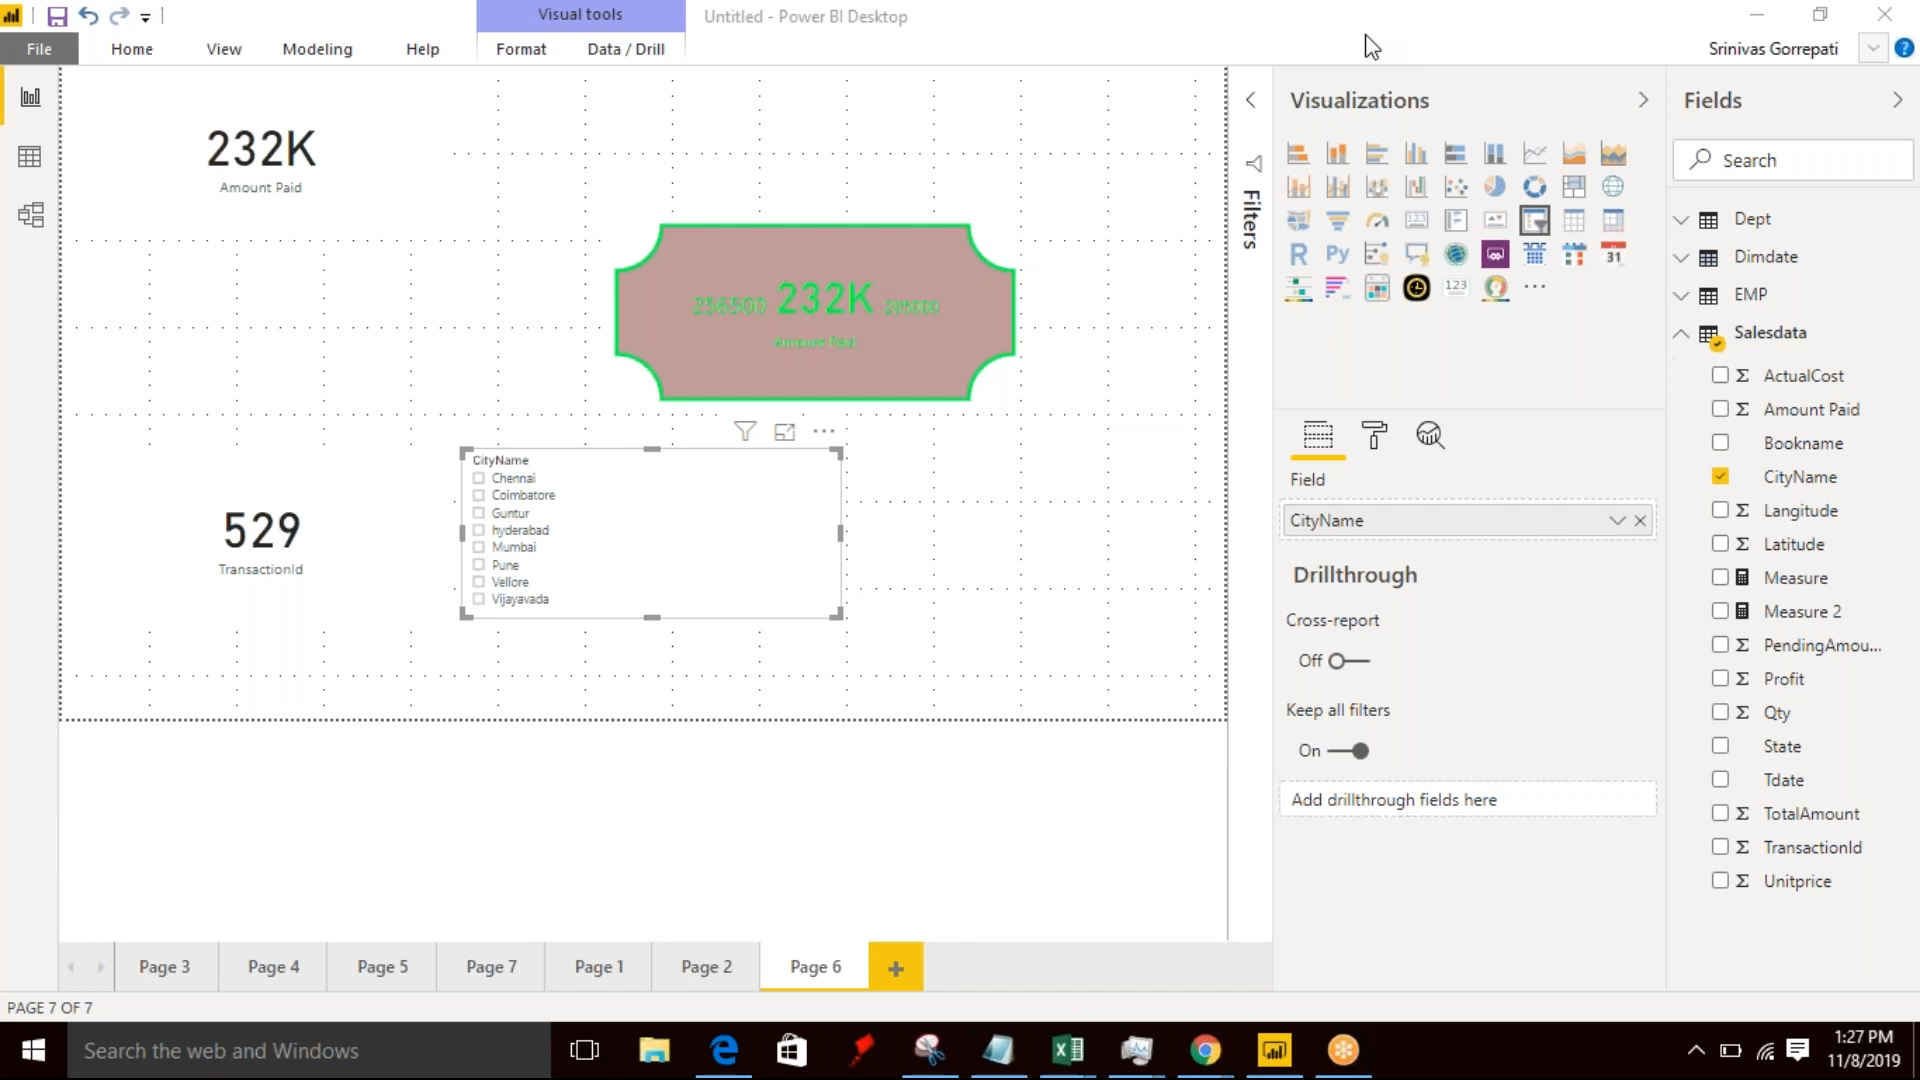 Visual tools
Untitled - Power BI Desktop
File
Home
View
Modeling
Help
Format
Data / Drill
Srinivas Gorrepati
?
232K
Amount Paid
232K
529
TransactionId
CityName
Chennai
Coimbatore
Guntur
hyderabad
Mumbai
Pune
Vellore
Vijayavada
Filters
Visualizations
123
R
Py
31
123
Field
CityName
Drillthrough
Cross-report
Off
Keep all filters
On
Add drillthrough fields here
Fields
Search
Dept
Dimdate
EMP
Salesdata
ActualCost
Amount Paid
Bookname
CityName
Langitude
Latitude
Measure
Measure 2
PendingAmou...
Profit
Qty
State
Tdate
TotalAmount
TransactionId
Unitprice
Page 3
Page 4
Page 5
Page 7
Page 1
Page 2
Page 6
PAGE 7 OF 7
Search the web and Windows
1:27 PM
11/8/2019